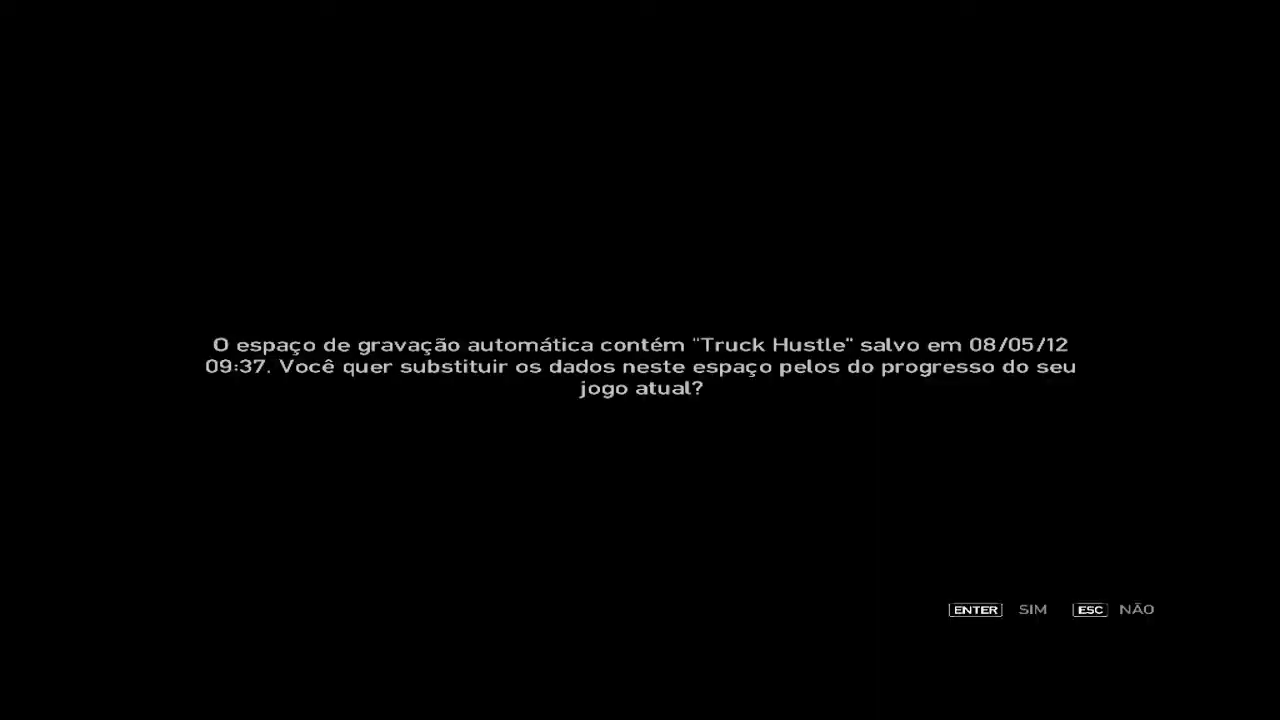 O espaço de gravação automática contém "Truck Hustle" salvo em 08/05/12
09:37. Você quer substituir os dados neste espaço pelos do progresso do seu
jogo atual?
ENTER SIM ESC NÃO